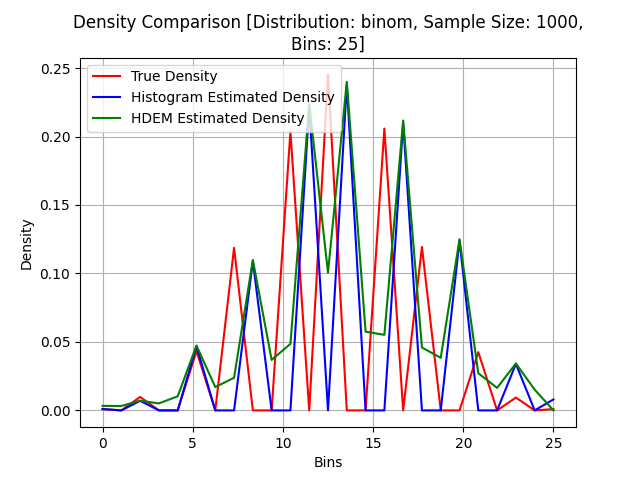 Density Comparison [Distribution: binom, Sample Size: 1000,
Bins: 25]
True Density
Histogram Estimated Density
HDEM Estimated Density
0.25
0.20
0.15
0.10
0.05
0.00
Density
0 5 10 15 20 25
Bins